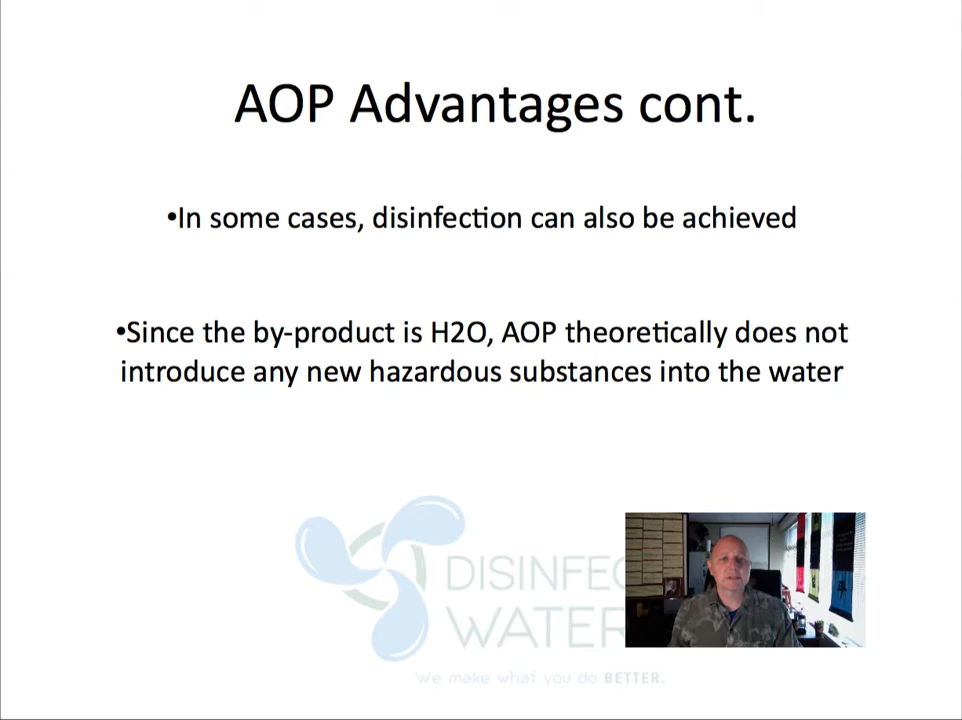 AOP Advantages cont.
•In some cases, disinfection can also be achieved
•Since the by-product is H2O, AOP theoretically does not
introduce any new hazardous substances into the water
WATER
We make what you do BETTER.